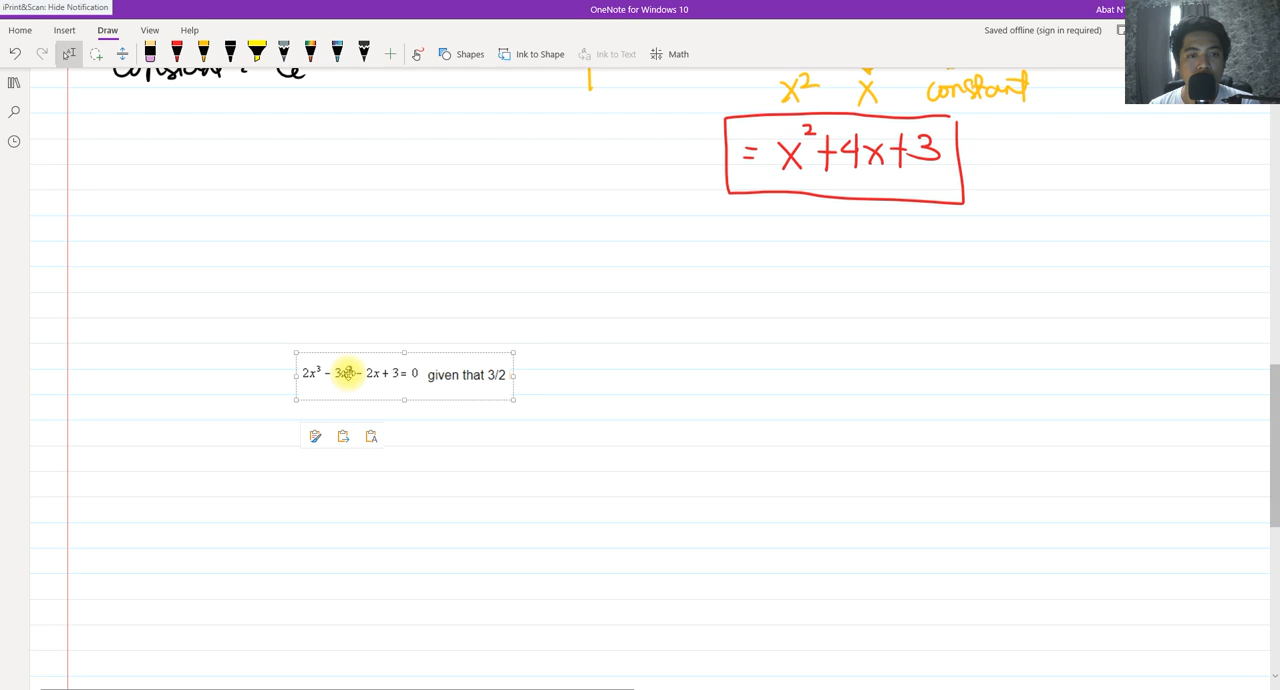 iPrint&Scan: Hide Notification
OneNote for Windows 10
Abat N
Home Insert Draw View Help
Saved offline (sign in required)
Shapes Ink to Shape Ink to Text Math
constant :
x² x constant
= x² + 4x + 3
2x³ − 3x² − 2x + 3 = 0 given that 3/2